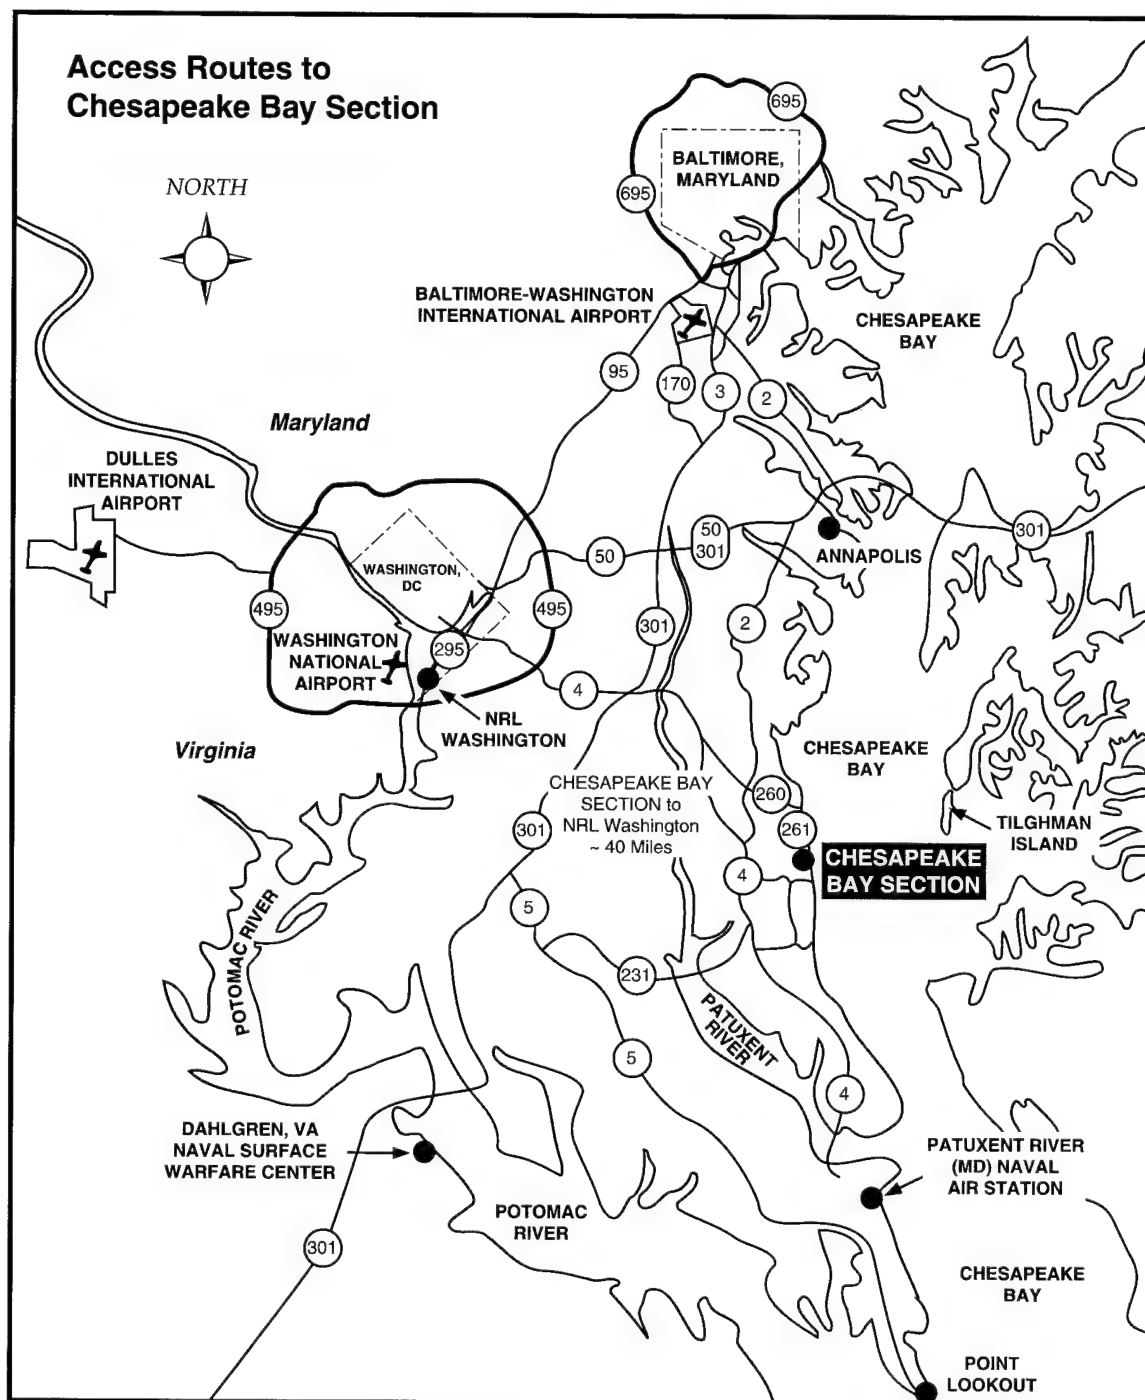 Access Routes to
Chesapeake Bay Section
NORTH
695
BALTIMORE,
MARYLAND
695
BALTIMORE-WASHINGTON
INTERNATIONAL AIRPORT
CHESAPEAKE
BAY
95
170
3
2
Maryland
DULLES
INTERNATIONAL
AIRPORT
50
50
301
301
ANNAPOLIS
WASHINGTON,
DC
495
495
WASHINGTON
NATIONAL
AIRPORT
295
301
2
4
NRL
WASHINGTON
Virginia
CHESAPEAKE
BAY
CHESAPEAKE BAY
SECTION to
NRL Washington
~ 40 Miles
260
261
301
TILGHMAN
ISLAND
CHESAPEAKE
BAY SECTION
4
5
POTOMAC RIVER
231
PATUXENT
RIVER
5
4
DAHLGREN, VA
NAVAL SURFACE
WARFARE CENTER
PATUXENT RIVER
(MD) NAVAL
AIR STATION
POTOMAC
RIVER
301
CHESAPEAKE
BAY
POINT
LOOKOUT